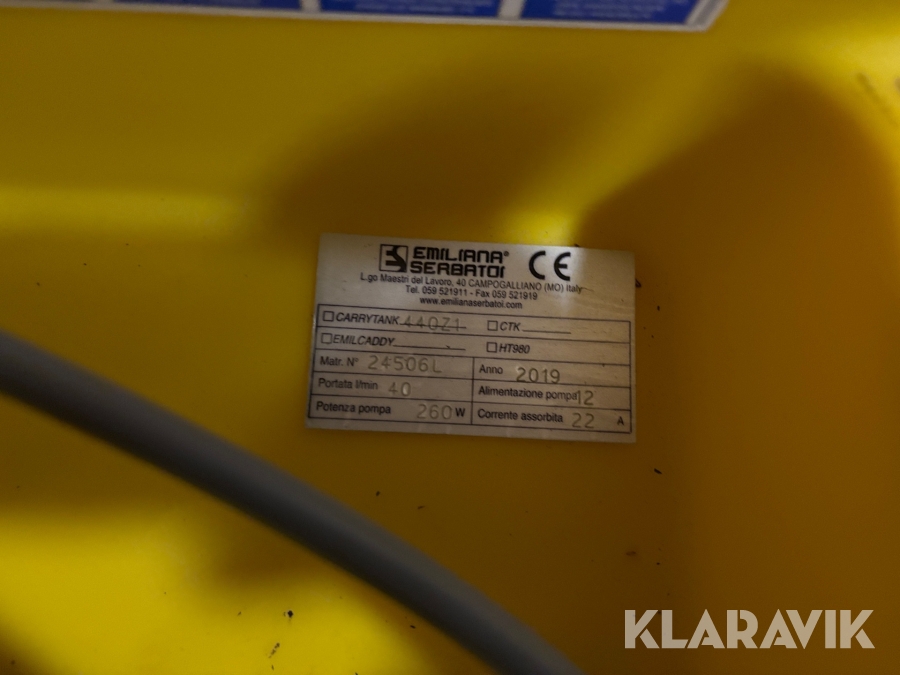 EMILIANA®
SERBATOI
CE
L.go Maestri del Lavoro, 40 CAMPOGALLIANO (MO) Italy
Tel. 059 521911 - Fax 059 521919
www.emilianaserbatoi.com
CARRYTANK 440Z1 CTK
EMILCADDY HT980
Matr. N° 24506L Anno 2019
Portata l/min 40 Alimentazione pompa 12
Potenza pompa 260 W Corrente assorbita 22 A
KLARAVIK